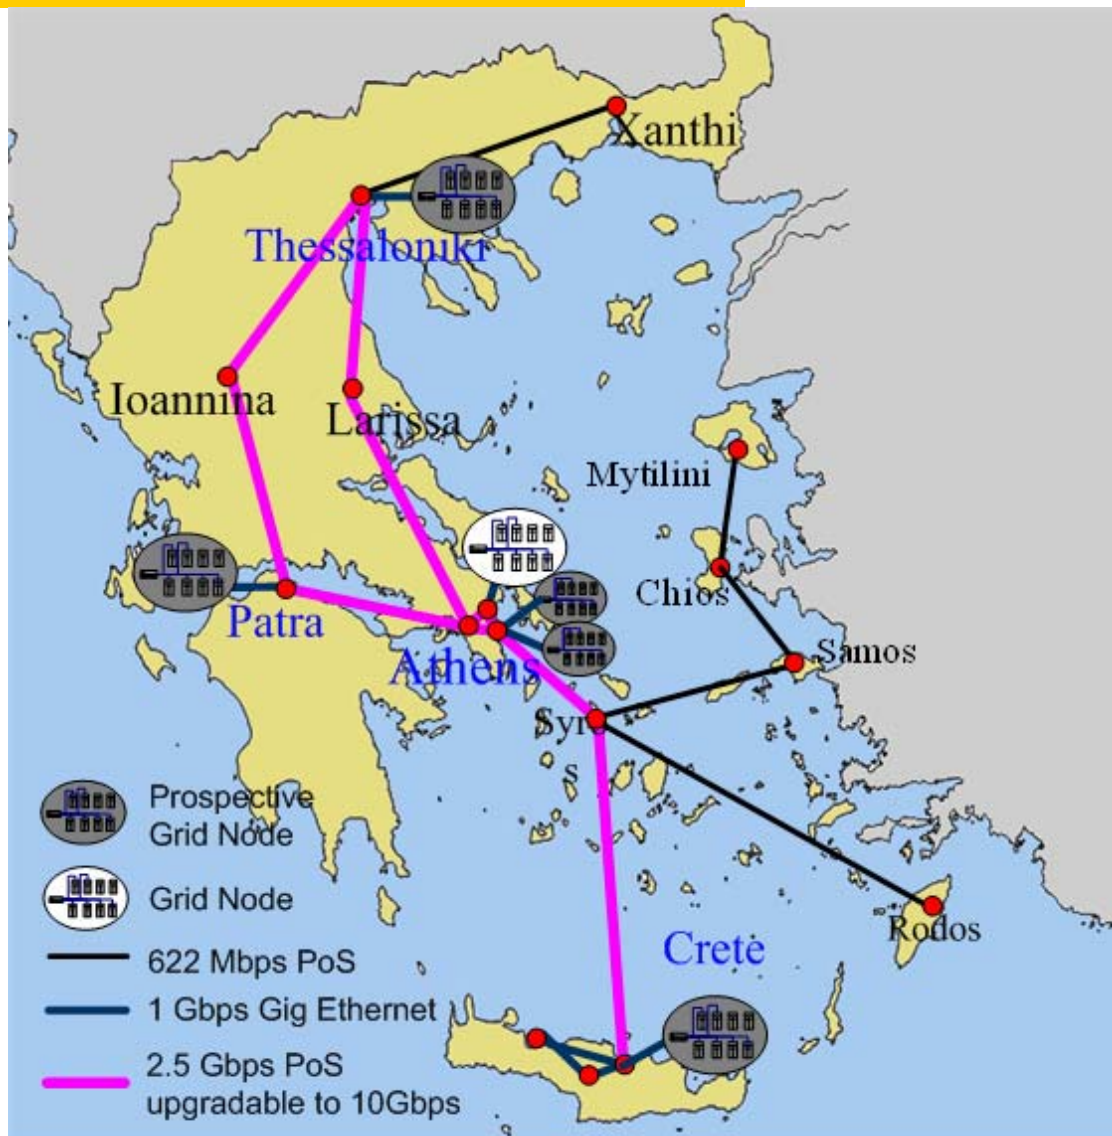 Xanthi
Thessaloniki
Ioannina
Larissa
Mytilini
Chios
Patra
Athens
Samos
Syro
s
Prospective
Grid Node
Grid Node
Rodos
Crete
622 Mbps PoS
1 Gbps Gig Ethernet
2.5 Gbps PoS
upgradable to 10Gbps